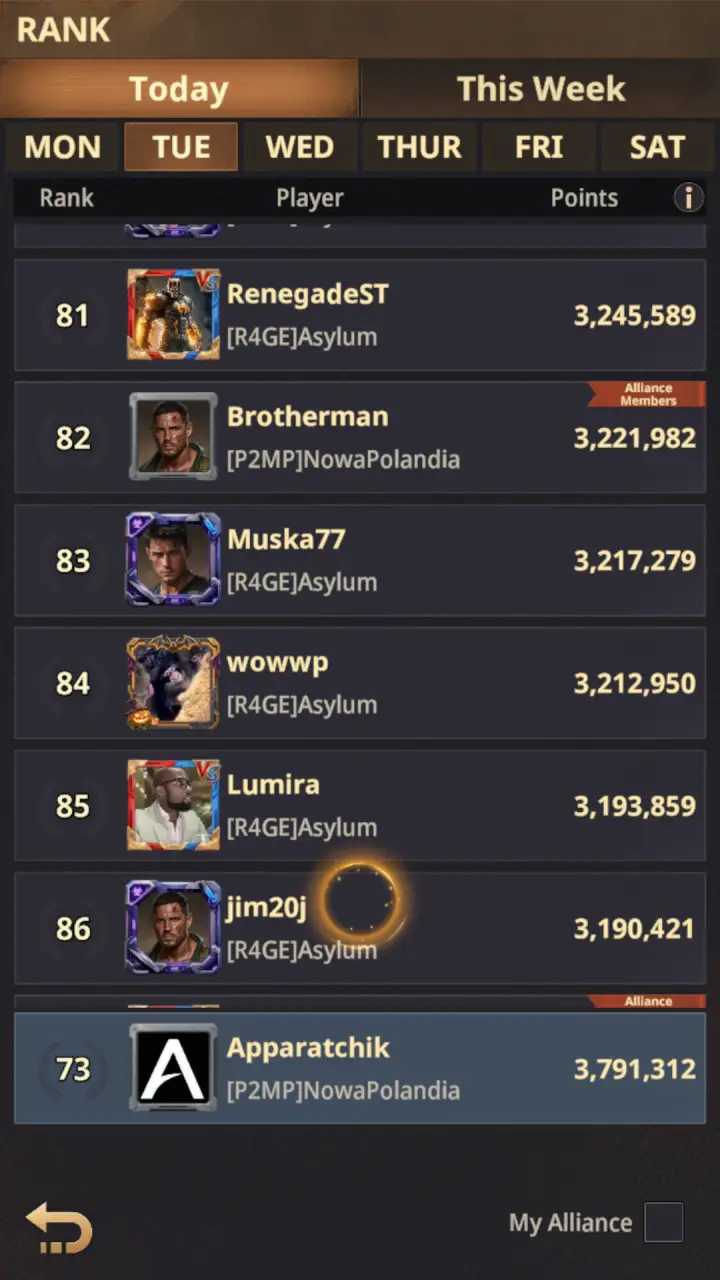 RANK
Today
This Week
MON
TUE
WED
THUR
FRI
SAT
Rank
Player
Points
81
RenegadeST
[R4GE]Asylum
3,245,589
Alliance
Members
82
Brotherman
[P2MP]NowaPolandia
3,221,982
83
Muska77
[R4GE]Asylum
3,217,279
84
wowwp
[R4GE]Asylum
3,212,950
85
Lumira
[R4GE]Asylum
3,193,859
86
jim20j
[R4GE]Asylum
3,190,421
Alliance
73
Apparatchik
[P2MP]NowaPolandia
3,791,312
My Alliance